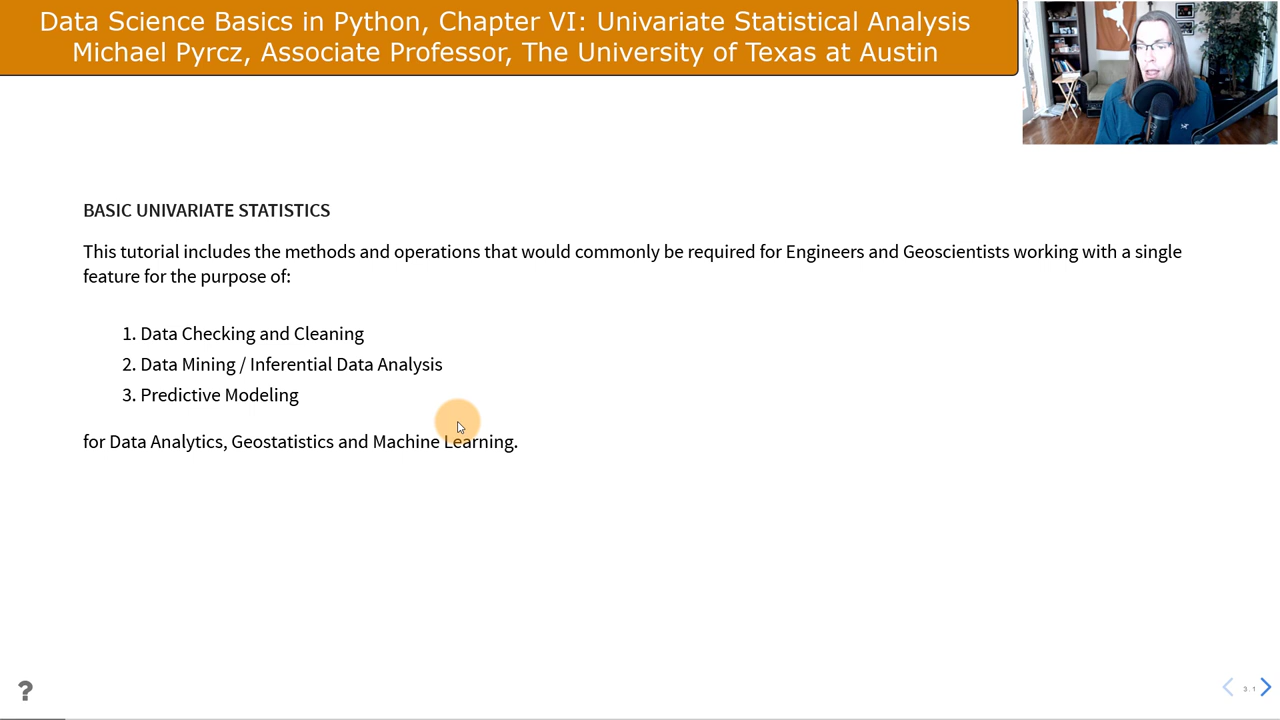 Data Science Basics in Python, Chapter VI: Univariate Statistical Analysis
Michael Pyrcz, Associate Professor, The University of Texas at Austin
BASIC UNIVARIATE STATISTICS
This tutorial includes the methods and operations that would commonly be required for Engineers and Geoscientists working with a single
feature for the purpose of:
1. Data Checking and Cleaning
2. Data Mining / Inferential Data Analysis
3. Predictive Modeling
for Data Analytics, Geostatistics and Machine Learning.
?
3.1